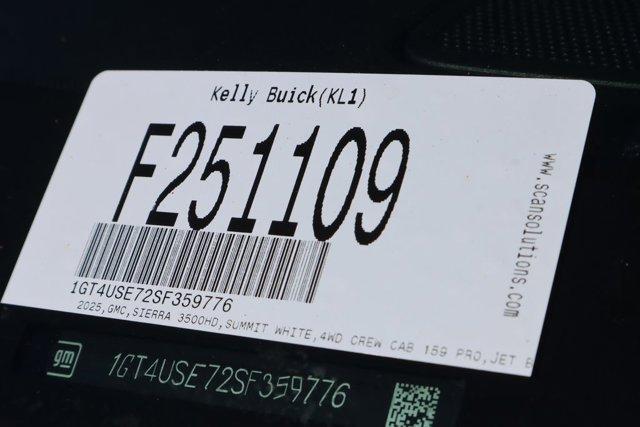 Kelly Buick(KL1)
F251109
www.scansolutions.com
1GT4USE72SF359776
2025,GMC,SIERRA 3500HD,SUMMIT WHITE,4WD CREW CAB 159 PRO,JET B
gm
1GT4USE72SF359776